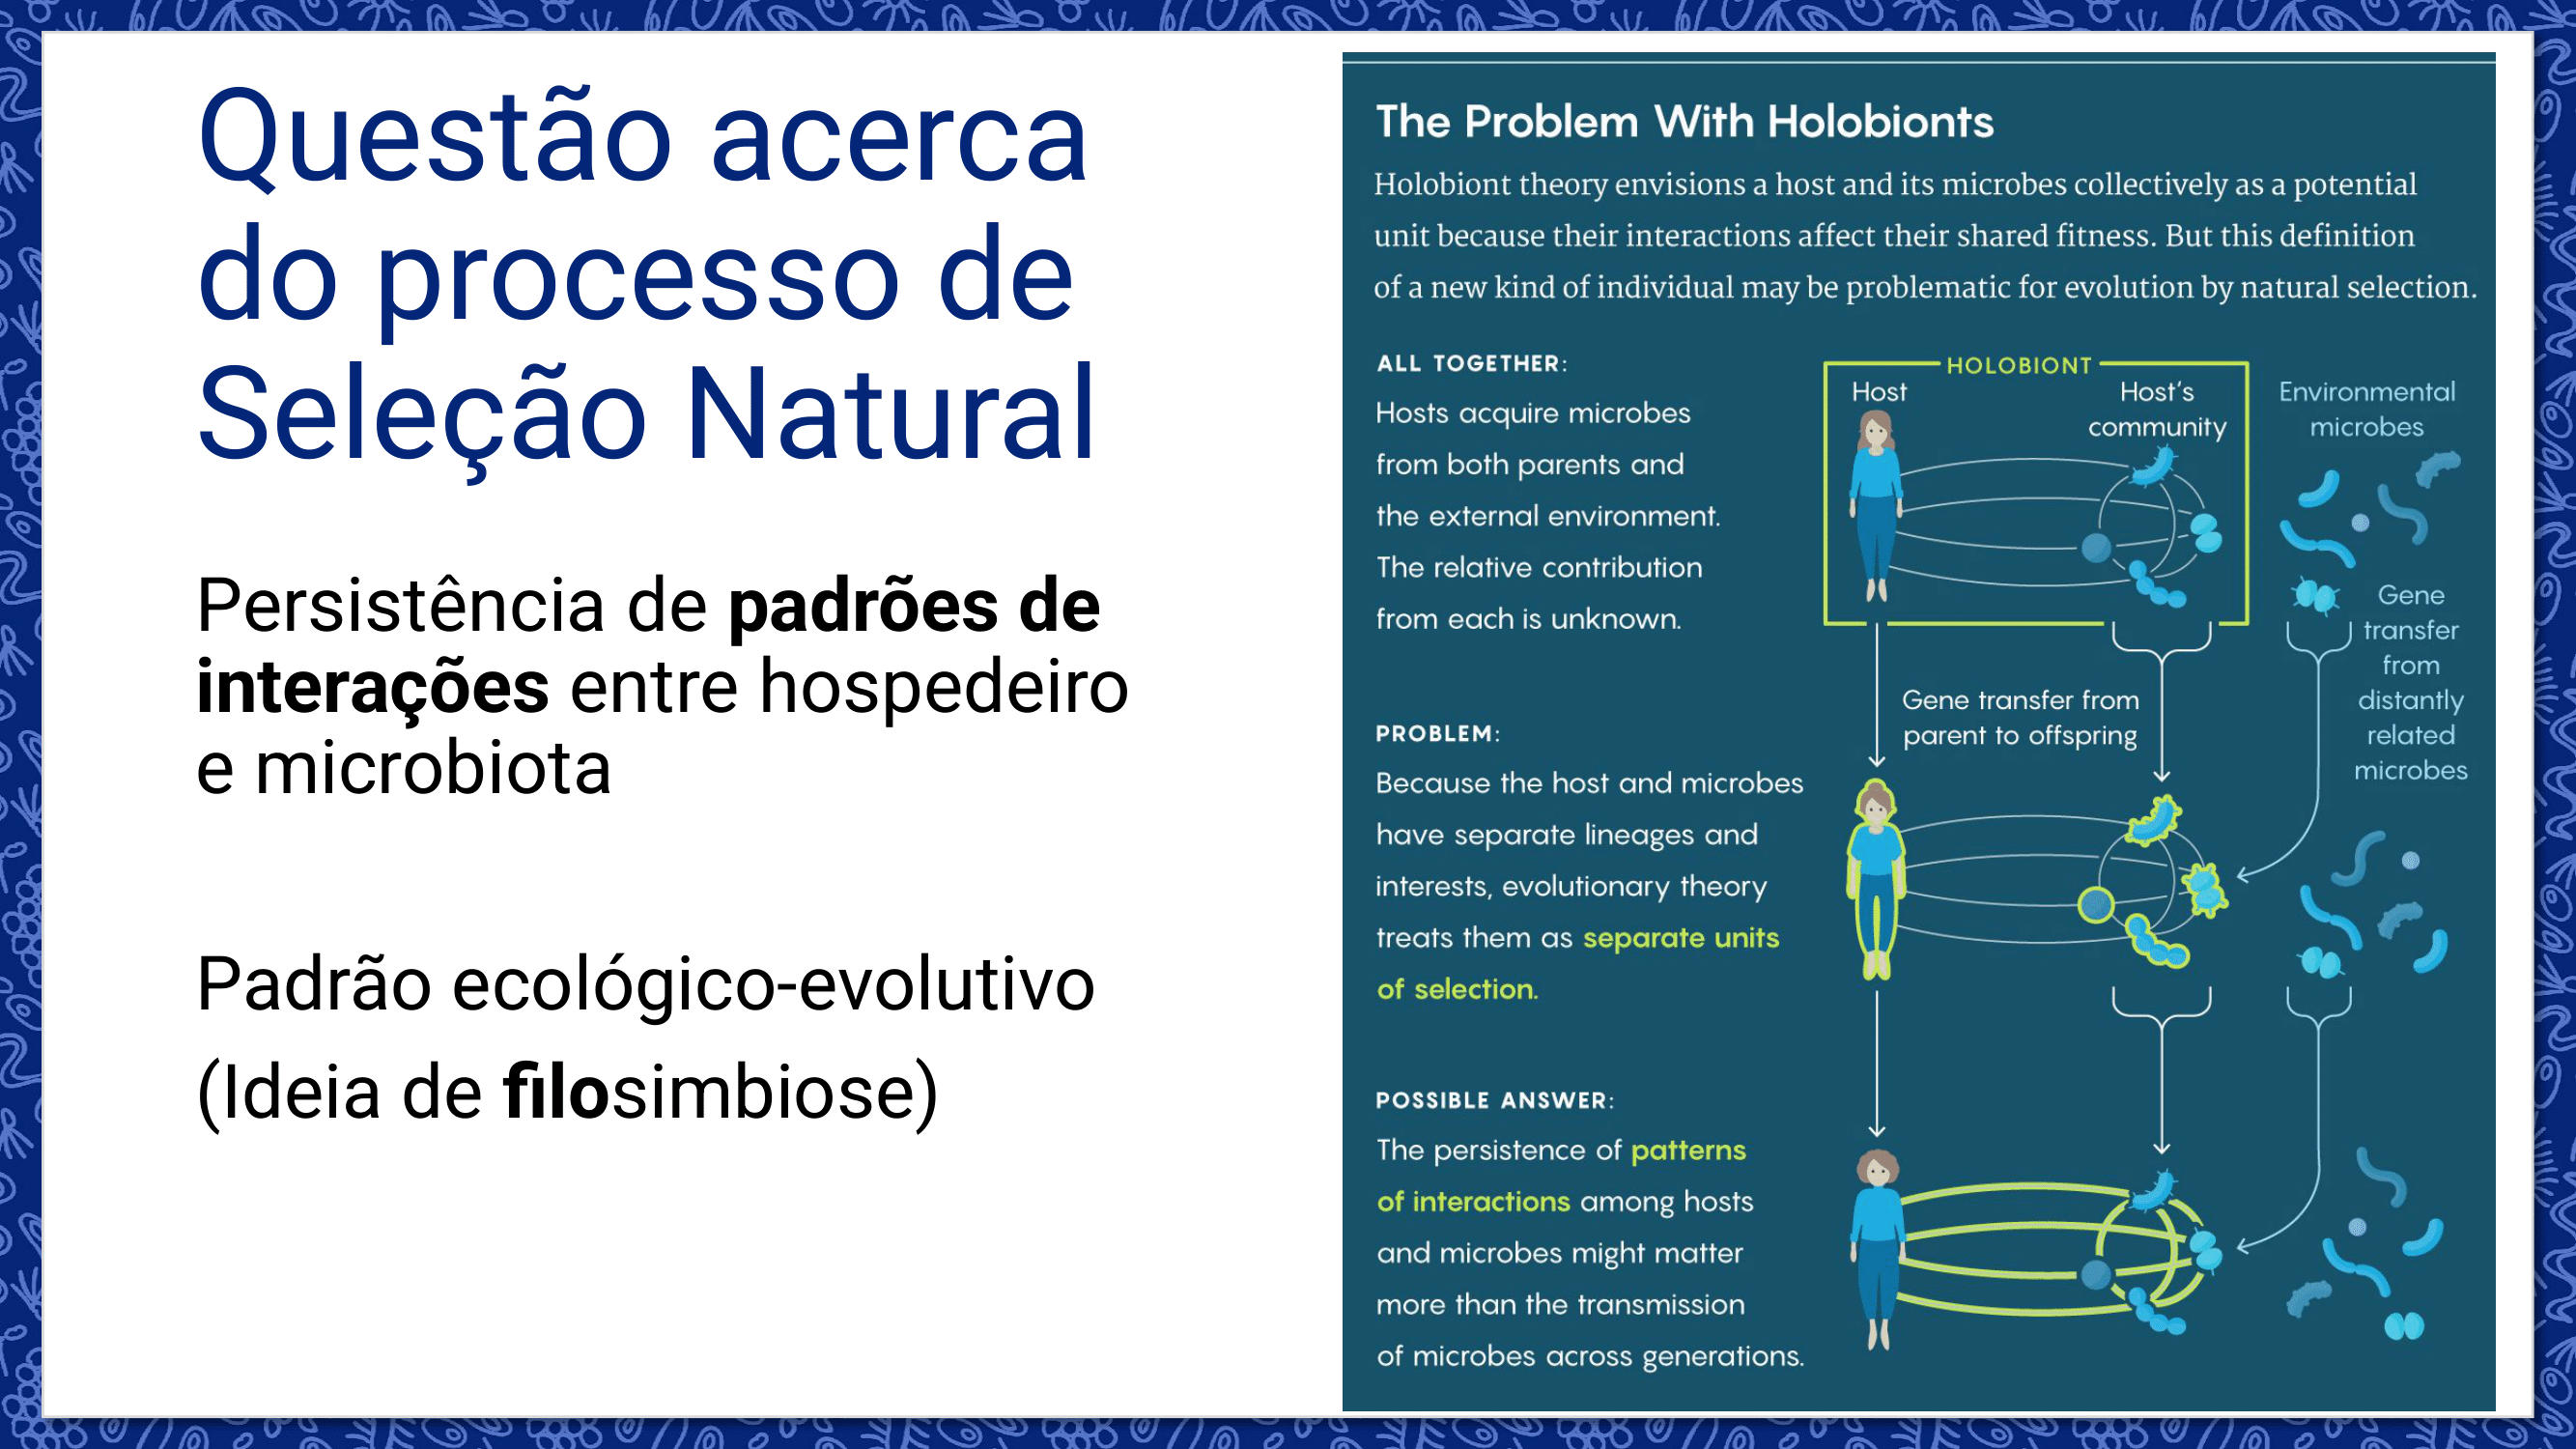 Questão acerca
do processo de
Seleção Natural
Persistência de padrões de
interações entre hospedeiro
e microbiota
Padrão ecológico-evolutivo
(Ideia de filosimbiose)
The Problem With Holobionts
Holobiont theory envisions a host and its microbes collectively as a potential
unit because their interactions affect their shared fitness. But this definition
of a new kind of individual may be problematic for evolution by natural selection.
ALL TOGETHER:
Hosts acquire microbes
from both parents and
the external environment.
The relative contribution
from each is unknown.
HOLOBIONT
Host
Host's
community
Environmental
microbes
Gene
transfer
from
distantly
related
microbes
Gene transfer from
parent to offspring
PROBLEM:
Because the host and microbes
have separate lineages and
interests, evolutionary theory
treats them as separate units
of selection.
POSSIBLE ANSWER:
The persistence of patterns
of interactions among hosts
and microbes might matter
more than the transmission
of microbes across generations.